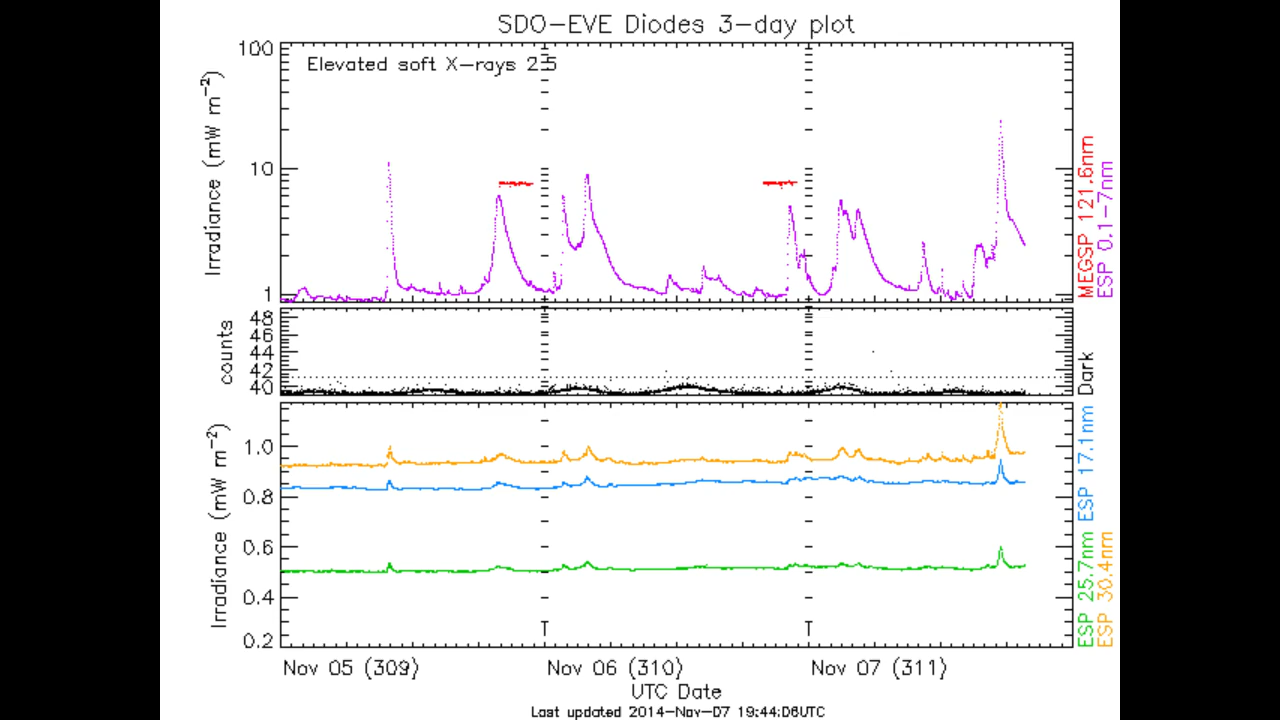 SDO-EVE Diodes 3-day plot
Elevated soft X-rays 2.5
100
10
1
Irradiance (mW m-2)
MEGSP 121.6nm
ESP 0.1-7nm
48
46
44
42
40
counts
Dark
1.0
0.8
0.6
0.4
0.2
Irradiance (mW m-2)
ESP 25.7nm ESP 17.1nm
ESP 30.4nm
Nov 05 (309) Nov 06 (310) Nov 07 (311)
UTC Date
Last updated 2014-Nov-07 19:44:06UTC